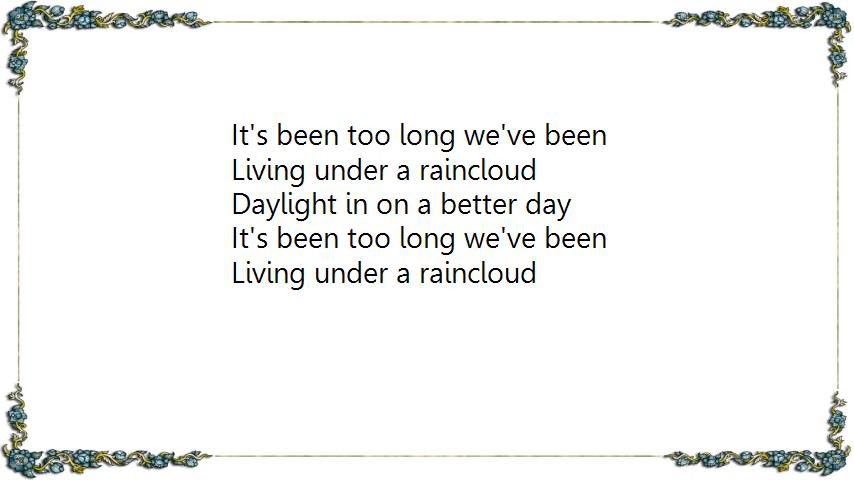 It's been too long we've been
Living under a raincloud
Daylight in on a better day
It's been too long we've been
Living under a raincloud